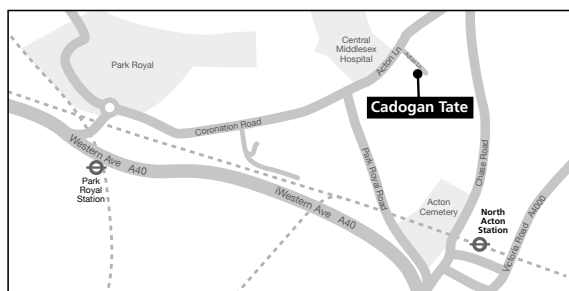 Park Royal
Central
Middlesex
Hospital
Acton Ln
Cadogan Tate
Coronation Road
Western Ave A40
Park
Royal
Station
Park Royal Road
Chase Road
iWestern Ave A40
Acton
Cemetery
North
Acton
Station
Victoria Road A4000